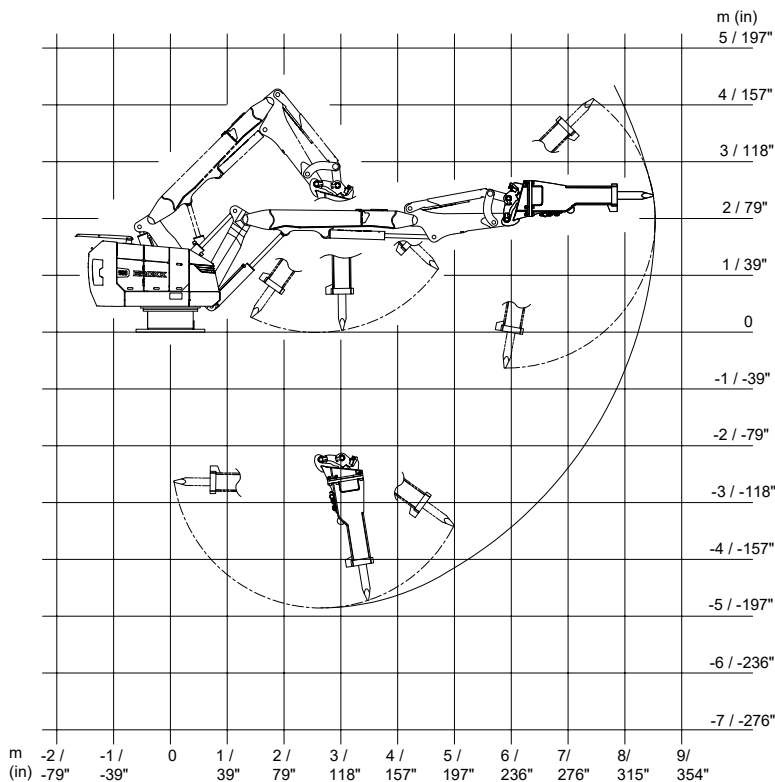 m (in)
5 / 197"
4 / 157"
3 / 118"
2 / 79"
1 / 39"
0
-1 / -39"
-2 / -79"
-3 / -118"
-4 / -157"
-5 / -197"
-6 / -236"
-7 / -276"
m -2 / -1 / 0 1 / 2 / 3 / 4 / 5 / 6 / 7/ 8 / 9/
(in) -79" -39" 39" 79" 118" 157" 197" 236" 276" 315" 354"